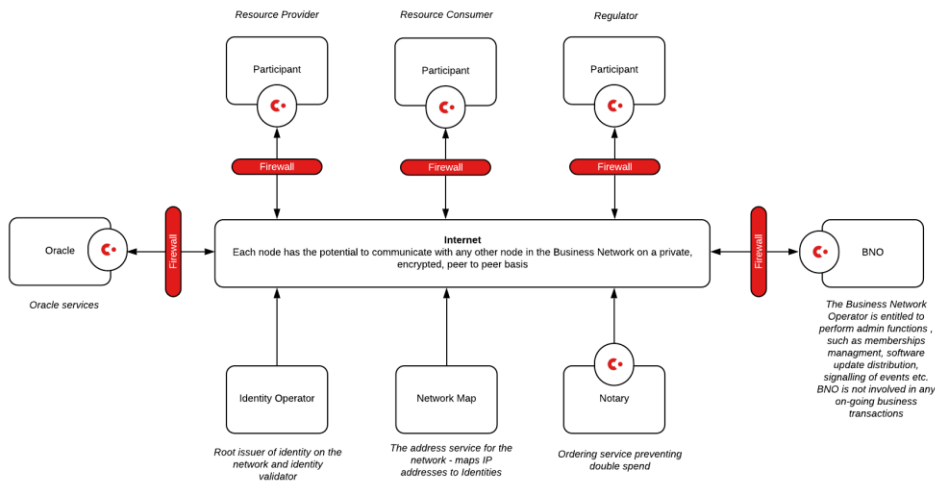 Resource Provider
Resource Consumer
Regulator
Participant
Participant
Participant
Firewall
Firewall
Firewall
Oracle
Firewall
Internet
Each node has the potential to communicate with any other node in the Business Network on a private,
encrypted, peer to peer basis
Firewall
BNO
Oracle services
The Business Network
Operator is entitled to
perform admin functions ,
such as memberships
managment, software
update distribution,
signalling of events etc.
BNO is not involved in any
on-going business
transactions
Identity Operator
Network Map
Notary
Root issuer of identity on the
network and identity
validator
The address service for the
network - maps IP
addresses to Identities
Ordering service preventing
double spend